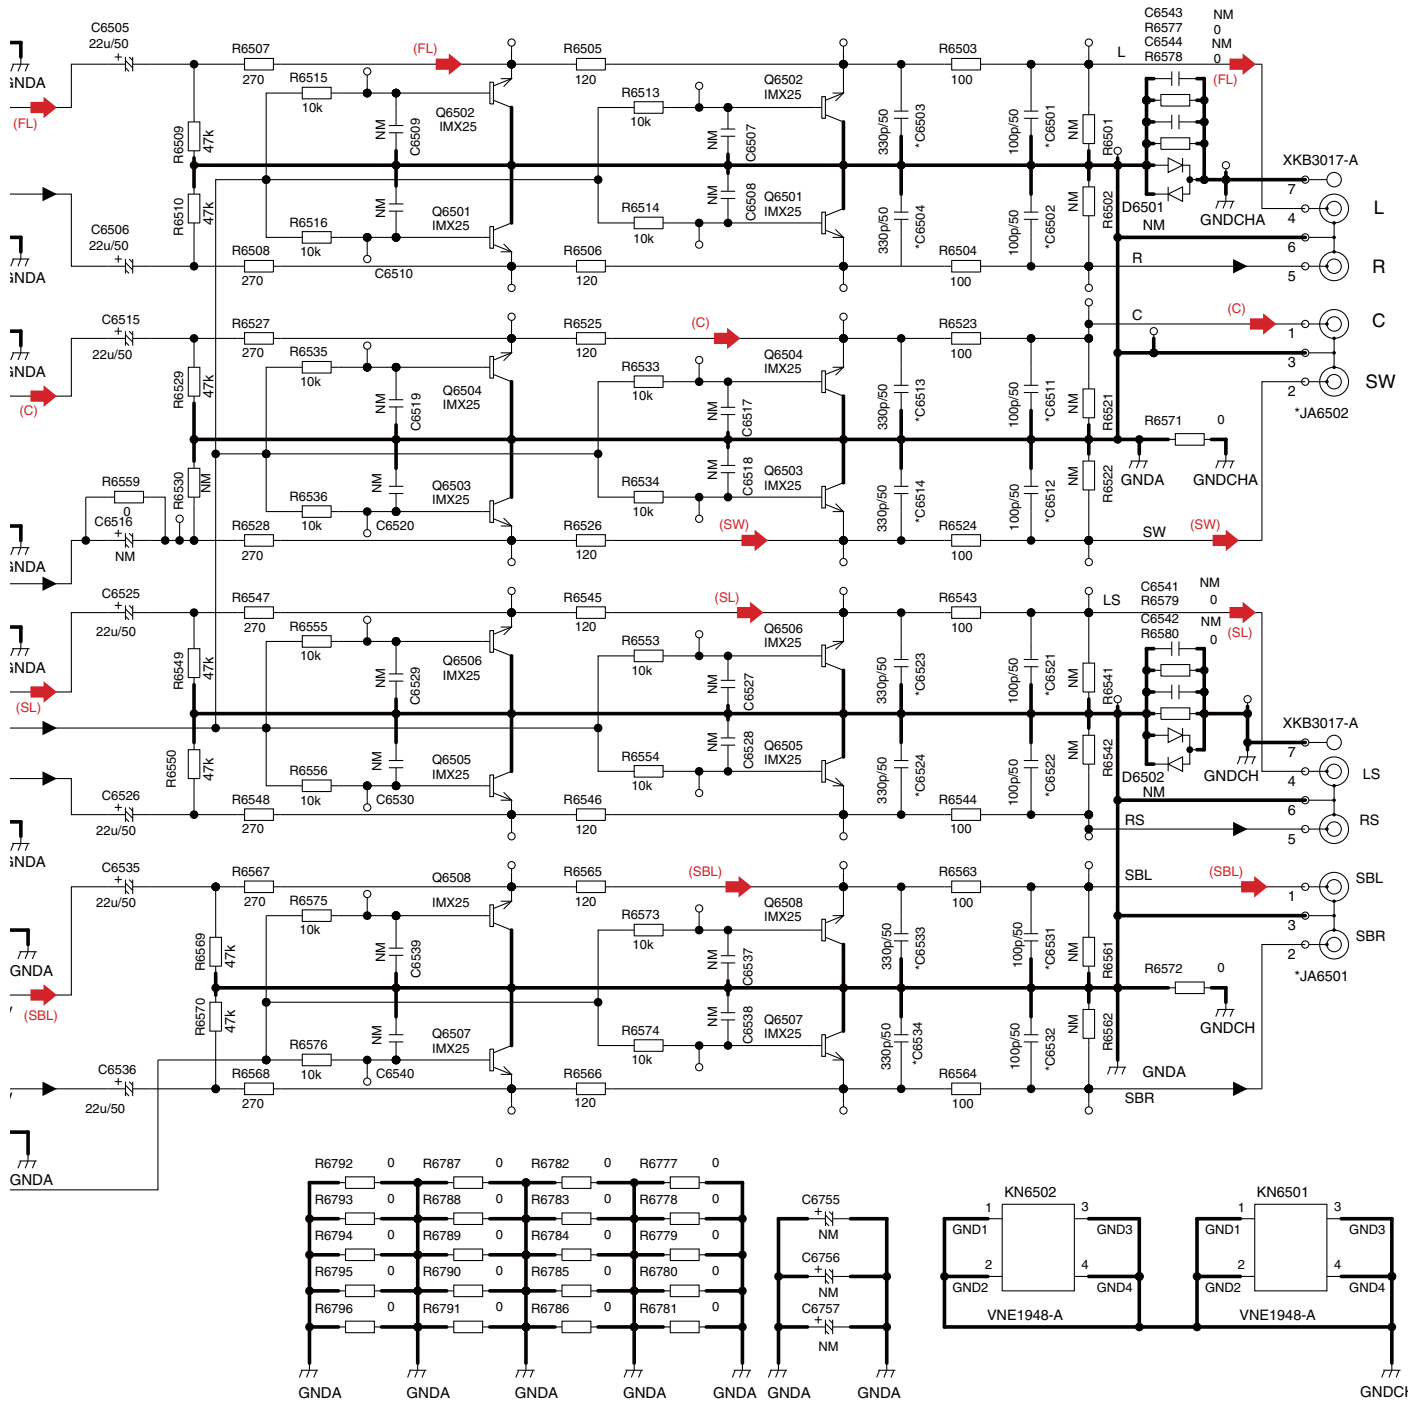 C6505
22u/50
R6507
270
(FL)
R6505
120
R6503
100
L
C6543 NM
R6577 0
C6544 NM
R6578 0
(FL)
GNDA
(FL)
R6515
10k
Q6502
IMX25
R6513
10k
Q6502
IMX25
R6509
47k
NM
C6509
NM
C6507
330p/50
*C6503
100p/50
*C6501
NM
R6501
XKB3017-A
7
R6510
47k
R6516
10k
NM
C6510
Q6501
IMX25
R6514
10k
NM
C6508
Q6501
IMX25
330p/50
*C6504
100p/50
*C6502
NM
R6502
D6501
NM
GNDCHA
4
L
6
C6506
22u/50
GNDA
R6508
270
R6506
120
R6504
100
R
5
R
C6515
22u/50
R6527
270
R6525
120
(C)
R6523
100
C
(C)
1
C
GNDA
(C)
R6535
10k
Q6504
IMX25
R6533
10k
Q6504
IMX25
3
2
SW
*JA6502
R6529
47k
NM
C6519
NM
C6517
330p/50
*C6513
100p/50
*C6511
NM
R6521
R6571 0
GNDA
GNDCHA
R6559
0
C6516
NM
R6530
NM
R6536
10k
NM
C6520
Q6503
IMX25
R6534
10k
NM
C6518
Q6503
IMX25
330p/50
*C6514
100p/50
*C6512
NM
R6522
GNDA
R6528
270
R6526
120
(SW)
R6524
100
SW
(SW)
C6525
22u/50
R6547
270
R6545
120
(SL)
R6543
100
LS
C6541 NM
R6579 0
C6542 NM
R6580 0
(SL)
GNDA
(SL)
R6555
10k
Q6506
IMX25
R6553
10k
Q6506
IMX25
R6549
47k
NM
C6529
NM
C6527
330p/50
*C6523
100p/50
*C6521
NM
R6541
XKB3017-A
7
R6550
47k
R6556
10k
NM
C6530
Q6505
IMX25
R6554
10k
NM
C6528
Q6505
IMX25
330p/50
*C6524
100p/50
*C6522
NM
R6542
D6502
NM
GNDCH
4
LS
6
C6526
22u/50
GNDA
R6548
270
R6546
120
R6544
100
RS
5
RS
C6535
22u/50
R6567
270
R6565
120
(SBL)
R6563
100
SBL
(SBL)
1
SBL
GNDA
(SBL)
R6575
10k
Q6508
IMX25
R6573
10k
Q6508
IMX25
3
2
SBR
*JA6501
R6569
47k
NM
C6539
NM
C6537
330p/50
*C6533
100p/50
*C6531
NM
R6561
R6572 0
GNDCH
R6570
47k
R6576
10k
NM
C6540
Q6507
IMX25
R6574
10k
NM
C6538
Q6507
IMX25
330p/50
*C6534
100p/50
*C6532
NM
R6562
GNDA
C6536
22u/50
R6568
270
R6566
120
R6564
100
SBR
GNDA
R6792 0 R6787 0 R6782 0 R6777 0
R6793 0 R6788 0 R6783 0 R6778 0
R6794 0 R6789 0 R6784 0 R6779 0
R6795 0 R6790 0 R6785 0 R6780 0
R6796 0 R6791 0 R6786 0 R6781 0
GNDA GNDA GNDA GNDA GNDA
C6755
NM
C6756
NM
C6757
NM
GNDA GNDA
KN6502
1 3
GND1 GND3
2 4
GND2 GND4
VNE1948-A
KN6501
1 3
GND1 GND3
2 4
GND2 GND4
VNE1948-A
GNDCH